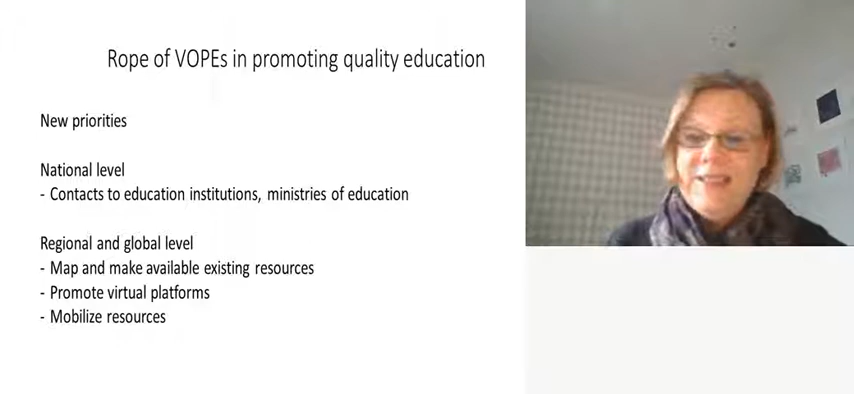 Rope of VOPEs in promoting quality education
New priorities
National level
- Contacts to education institutions, ministries of education
Regional and global level
- Map and make available existing resources
- Promote virtual platforms
- Mobilize resources